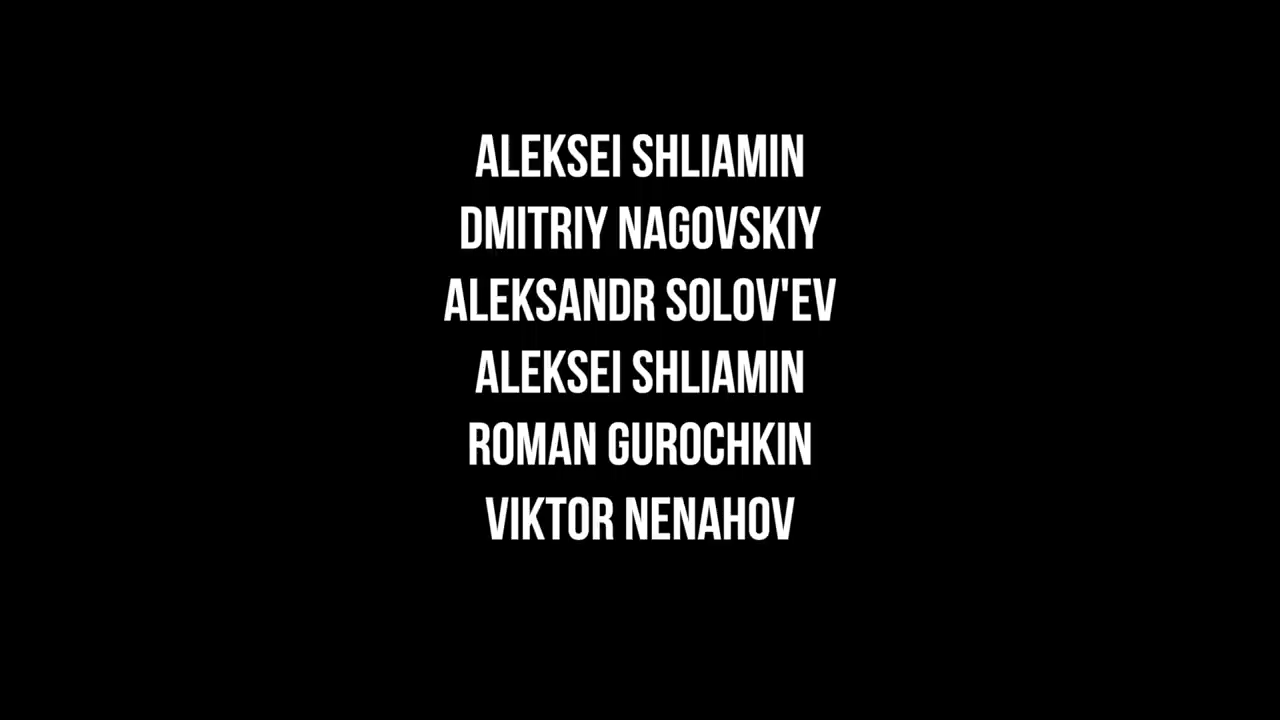 ALEKSEI SHLIAMIN
DMITRIY NAGOVSKIY
ALEKSANDR SOLOV'EV
ALEKSEI SHLIAMIN
ROMAN GUROCHKIN
VIKTOR NENAHOV